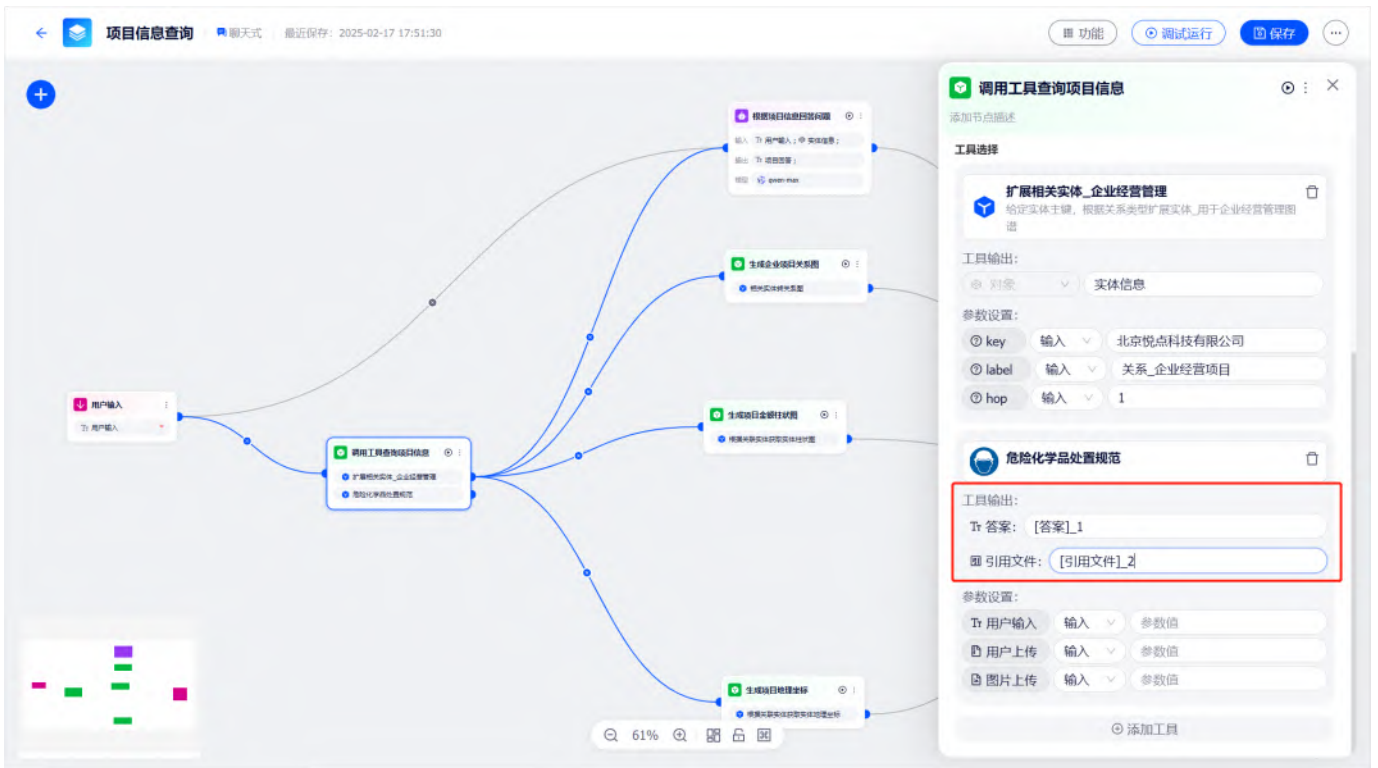 项目信息查询 聊天式 最近保存：2025-02-17 17:51:30
功能 调试运行 保存
用户输入
Tr 用户输入 *
调用工具查询项目信息
扩展相关实体_企业经营管理
危险化学品处置规范
根据项目信息回答问题
输入 Tr 用户输入； 实体信息；
输出 Tr 项目回答；
模型 qwen-max
生成企业项目关系图
相关实体转关系图
生成项目金额柱状图
根据关联实体获取实体柱状图
生成项目地理坐标
根据关联实体获取实体地理坐标
61%
调用工具查询项目信息
添加节点描述
工具选择
扩展相关实体_企业经营管理
给定实体主键，根据关系类型扩展实体_用于企业经营管理图
谱
工具输出：
对象 实体信息
参数设置：
key 输入 北京悦点科技有限公司
label 输入 关系_企业经营项目
hop 输入 1
危险化学品处置规范
工具输出：
Tr 答案： [答案]_1
引用文件： [引用文件]_2
参数设置：
Tr 用户输入 输入 参数值
用户上传 输入 参数值
图片上传 输入 参数值
添加工具